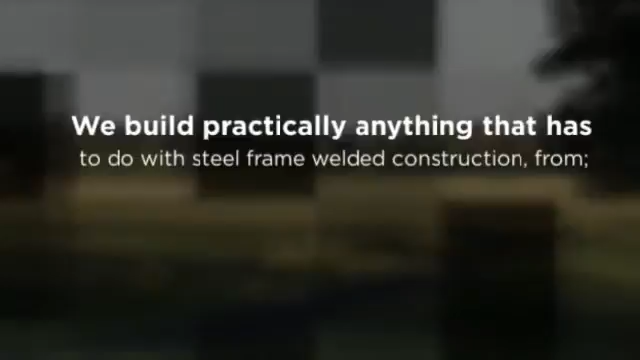 We build practically anything that has
to do with steel frame welded construction, from;